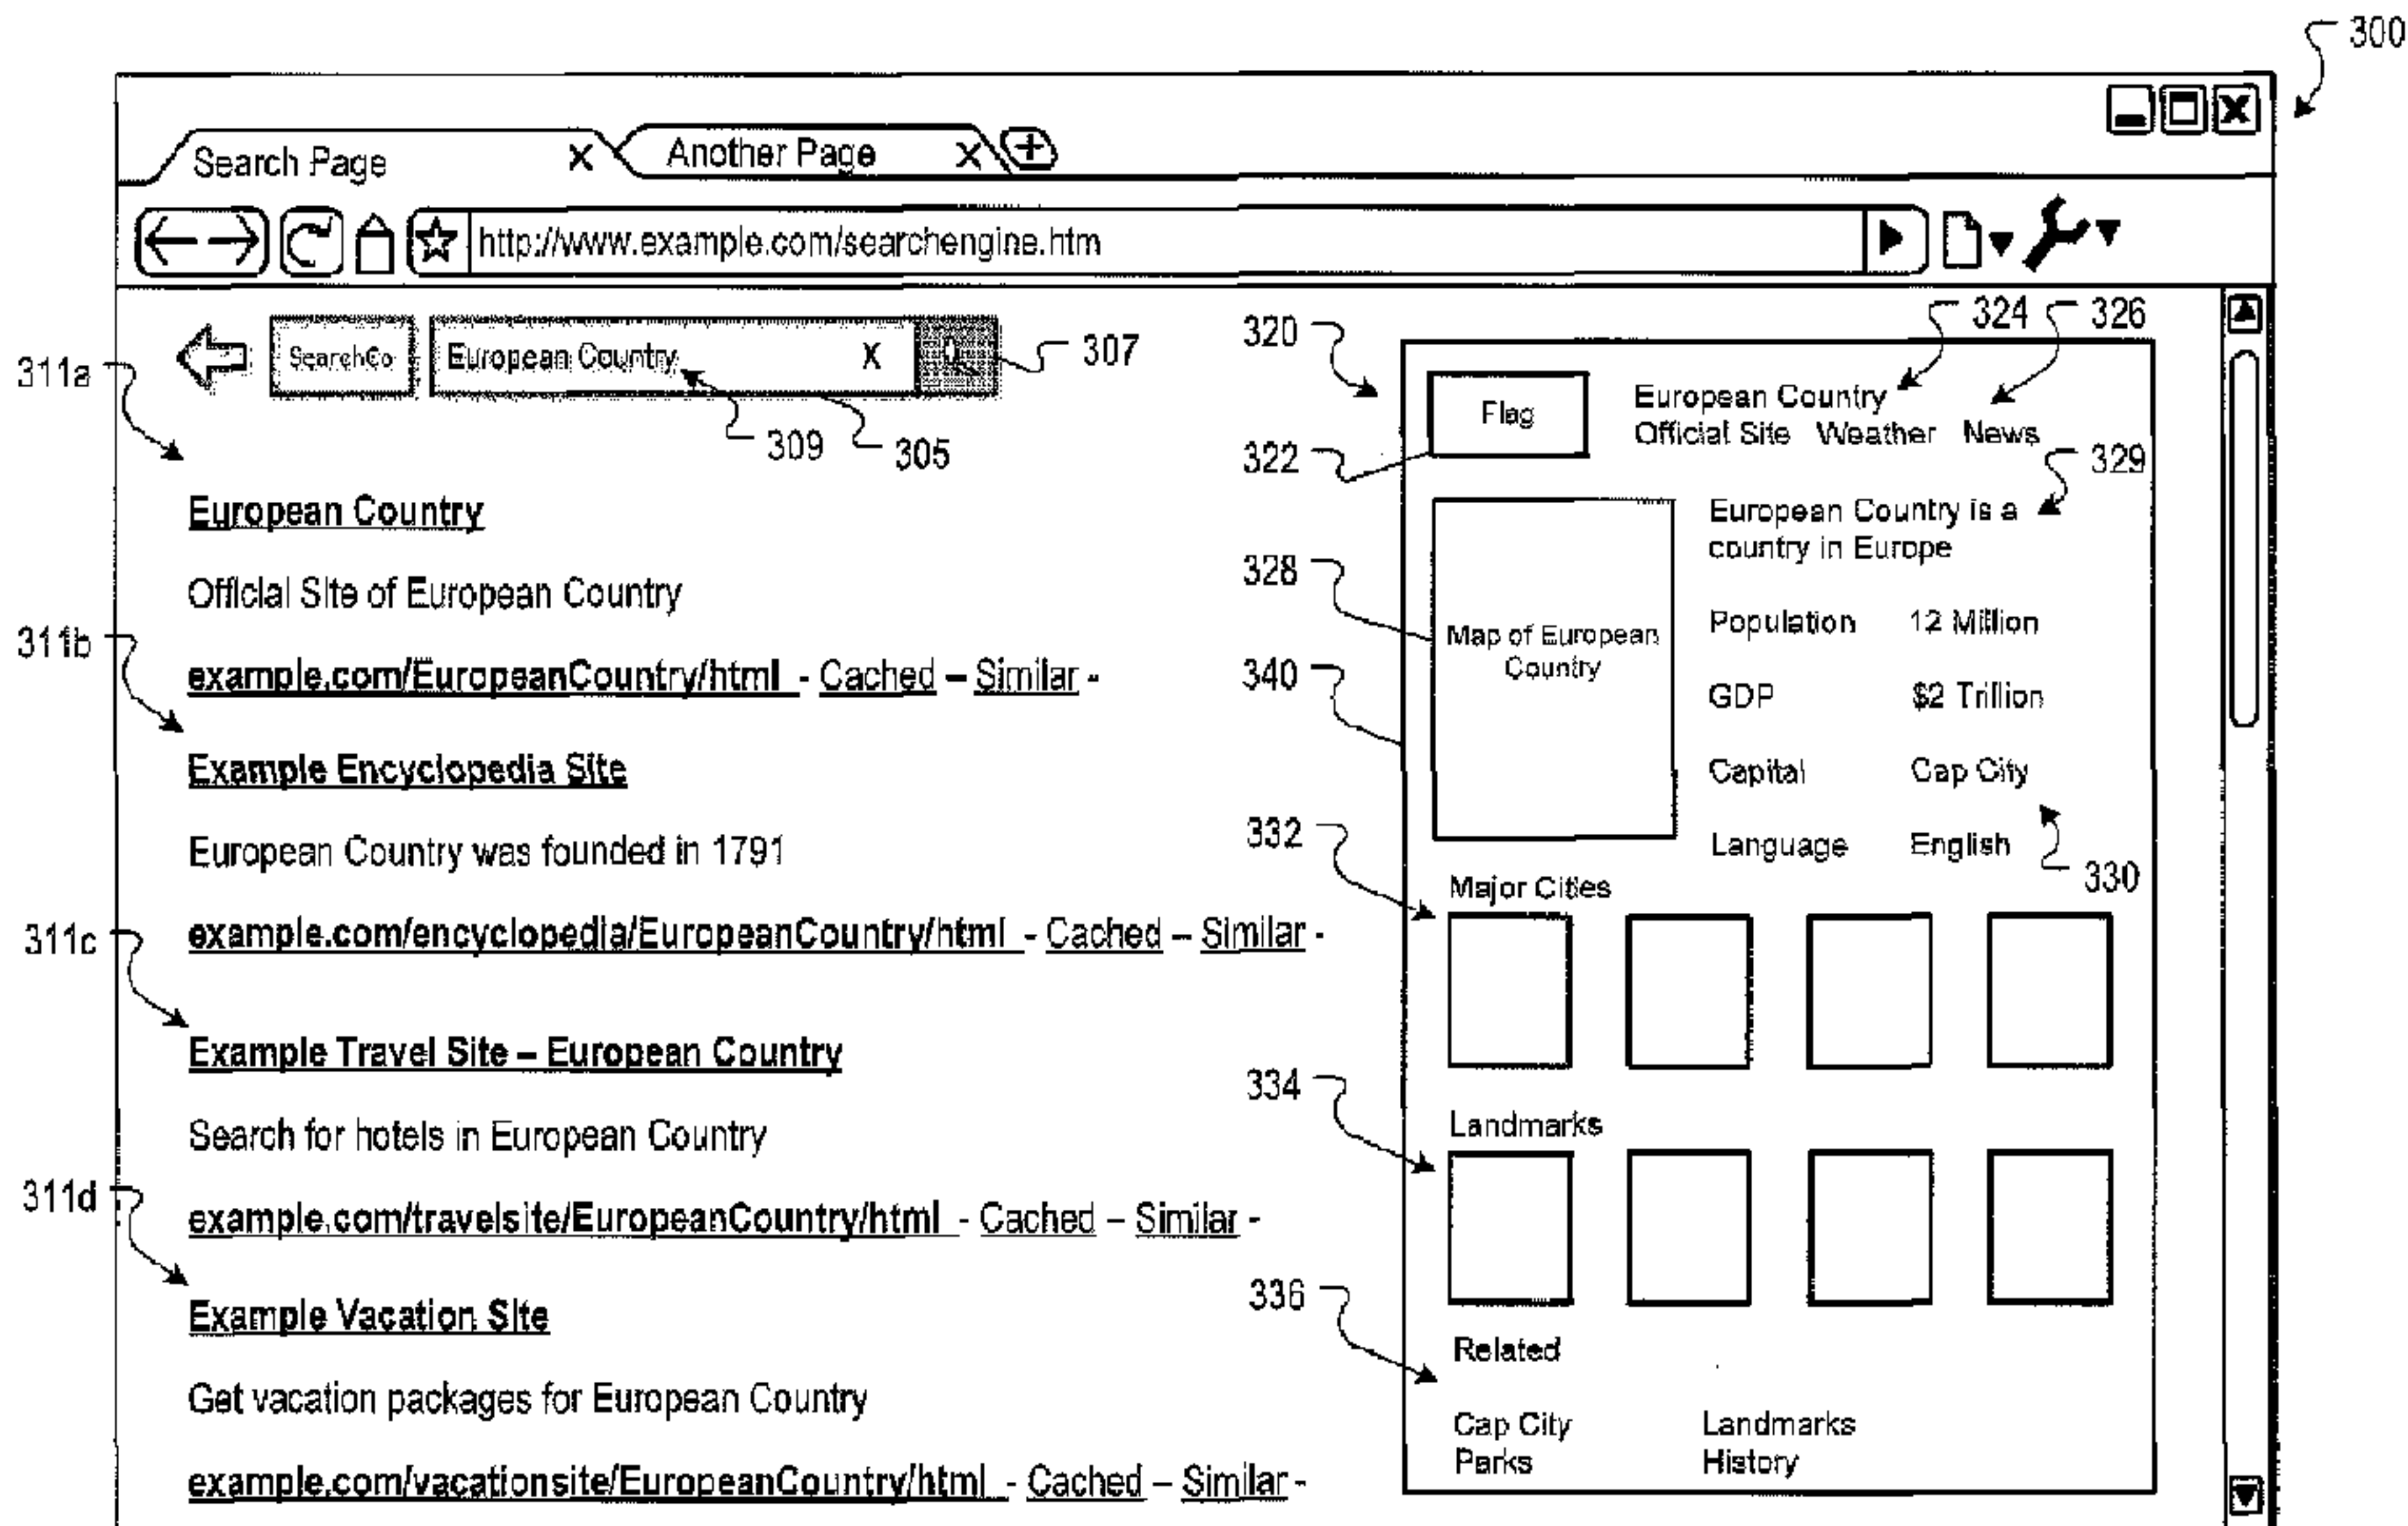 300
Search Page X Another Page X
http://www.example.com/searchengine.htm
SearchCo European Country X 307
311a
309 305
European Country
Official Site of European Country
311b
example.com/EuropeanCountry/html - Cached – Similar -
Example Encyclopedia Site
European Country was founded in 1791
311c
example.com/encyclopedia/EuropeanCountry/html - Cached – Similar -
Example Travel Site – European Country
Search for hotels in European Country
311d
example.com/travelsite/EuropeanCountry/html - Cached – Similar -
Example Vacation Site
Get vacation packages for European Country
example.com/vacationsite/EuropeanCountry/html - Cached – Similar -
320 324 326
Flag
European Country
Official Site Weather News
322 329
European Country is a
country in Europe
328
Map of European
Country
Population 12 Million
340
GDP $2 Trillion
Capital Cap City
332
Language English
330
Major Cities
334
Landmarks
336
Related
Cap City Landmarks
Parks History